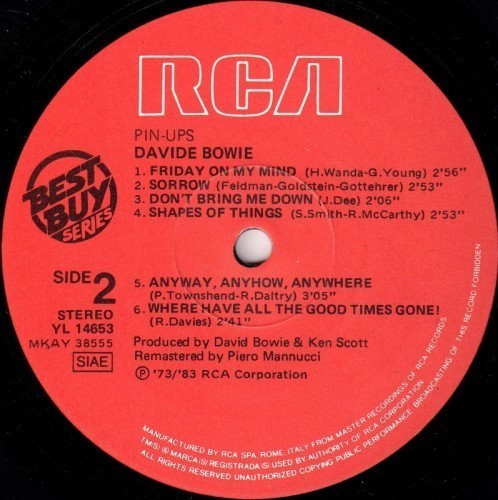 RCA
PIN-UPS
DAVIDE BOWIE
1. FRIDAY ON MY MIND (H.Wanda-G.Young) 2'56"
2. SORROW (Feldman-Goldstein-Gottehrer) 2'53"
3. DON'T BRING ME DOWN (J.Dee) 2'06"
4. SHAPES OF THINGS (S.Smith-R.McCarthy) 2'53"
BEST
BUY
SERIES
SIDE 2
STEREO
YL 14653
MKAY 38555
SIAE
5. ANYWAY, ANYHOW, ANYWHERE
(P.Townshend-R.Daltry) 3'05"
6. WHERE HAVE ALL THE GOOD TIMES GONE!
(R.Davies) 2'41"
Produced by David Bowie & Ken Scott
Remastered by Piero Mannucci
Ⓟ '73/'83 RCA Corporation
MANUFACTURED BY RCA SPA, ROME, ITALY FROM MASTER RECORDINGS OF RCA RECORDS
TM(S) ® MARCA(S) REGISTRADA(S) USED BY AUTHORITY OF RCA CORPORATION
UNAUTHORIZED COPYING PUBLIC PERFORMANCE BROADCASTING OF THIS RECORD FORBIDDEN